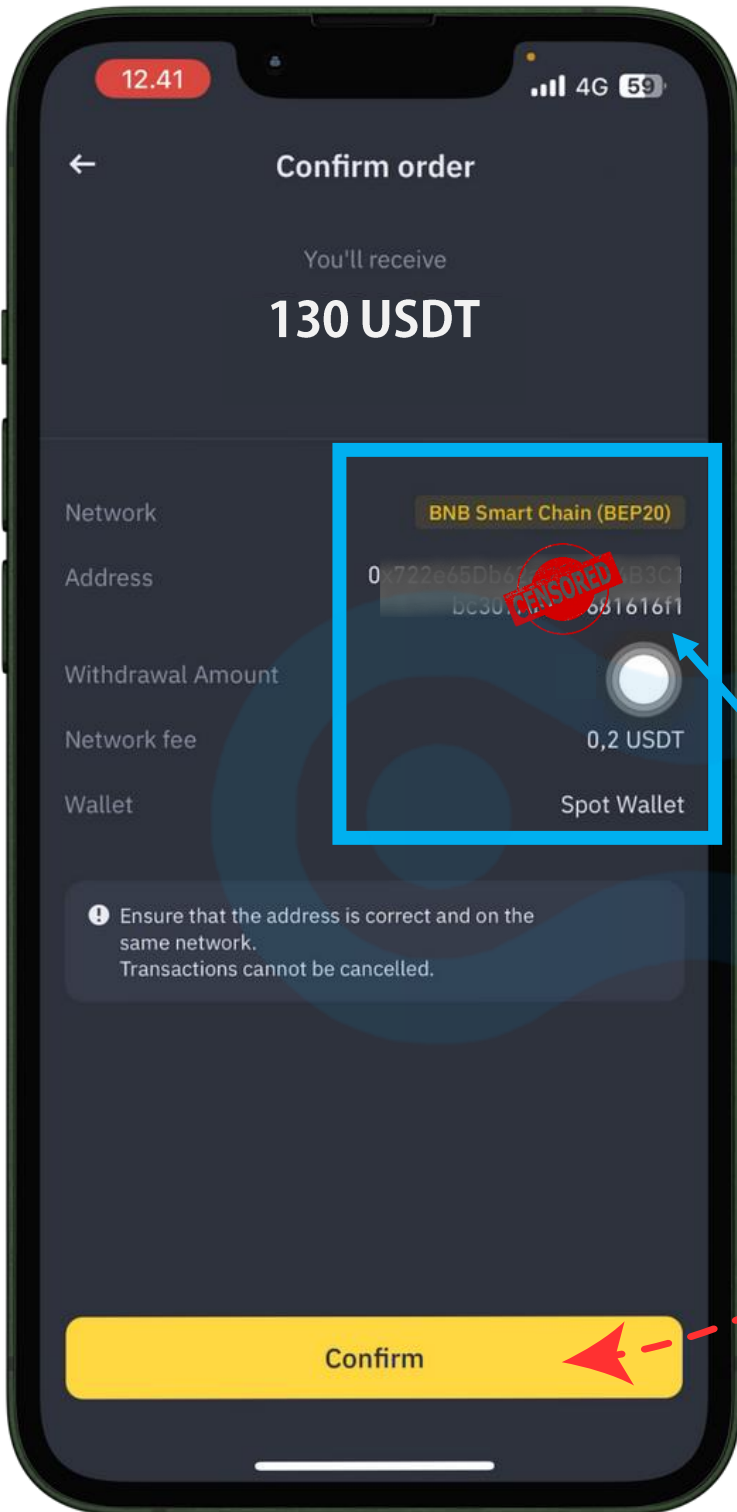 12.41
4G 59
Confirm order
You'll receive
130 USDT
Network BNB Smart Chain (BEP20)
Address
CENSORED
Withdrawal Amount
Network fee 0,2 USDT
Wallet Spot Wallet
Ensure that the address is correct and on the
same network.
Transactions cannot be cancelled.
Confirm